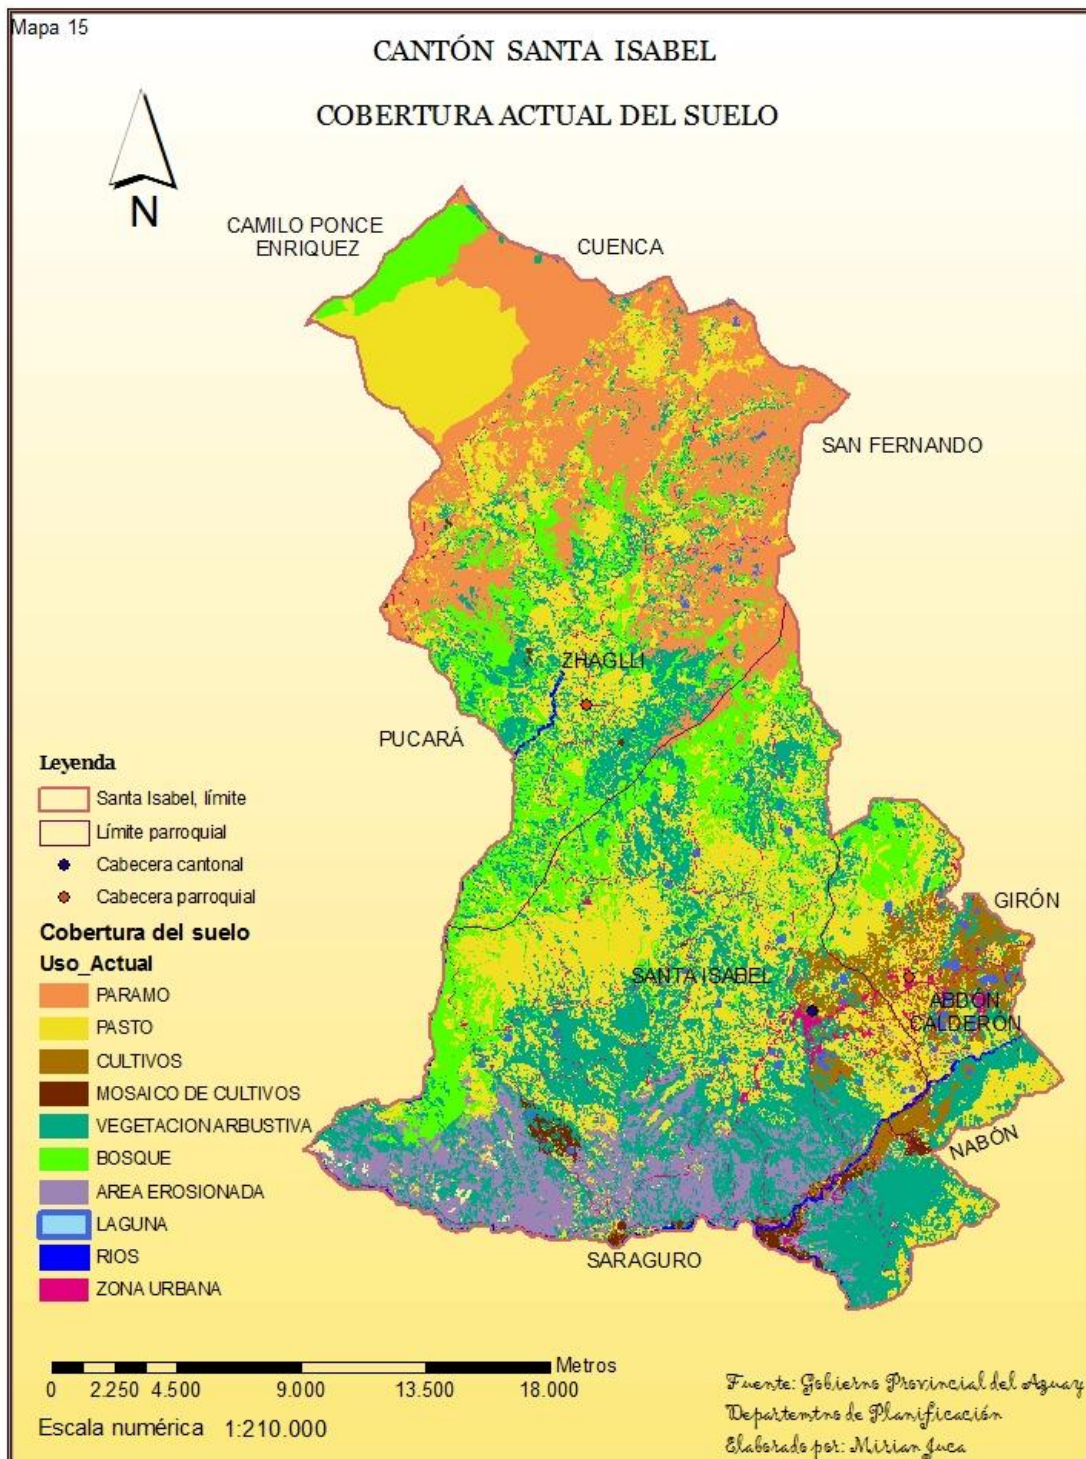 Mapa 15
CANTÓN SANTA ISABEL
COBERTURA ACTUAL DEL SUELO
N
CAMILO PONCE
ENRIQUEZ
CUENCA
SAN FERNANDO
ZHAGLLI
PUCARÁ
GIRÓN
SANTA ISABEL
ABDÓN
CALDERÓN
NABÓN
SARAGURO
Leyenda
Santa Isabel, límite
Límite parroquial
Cabecera cantonal
Cabecera parroquial
Cobertura del suelo
Uso_Actual
PARAMO
PASTO
CULTIVOS
MOSAICO DE CULTIVOS
VEGETACION ARBUSTIVA
BOSQUE
AREA EROSIONADA
LAGUNA
RIOS
ZONA URBANA
Metros
0 2.250 4.500 9.000 13.500 18.000
Escala numérica 1:210.000
Fuente: Gobierno Provincial del Aguay
Departemtno de Planificación
Elaborado por: Mirian Juca